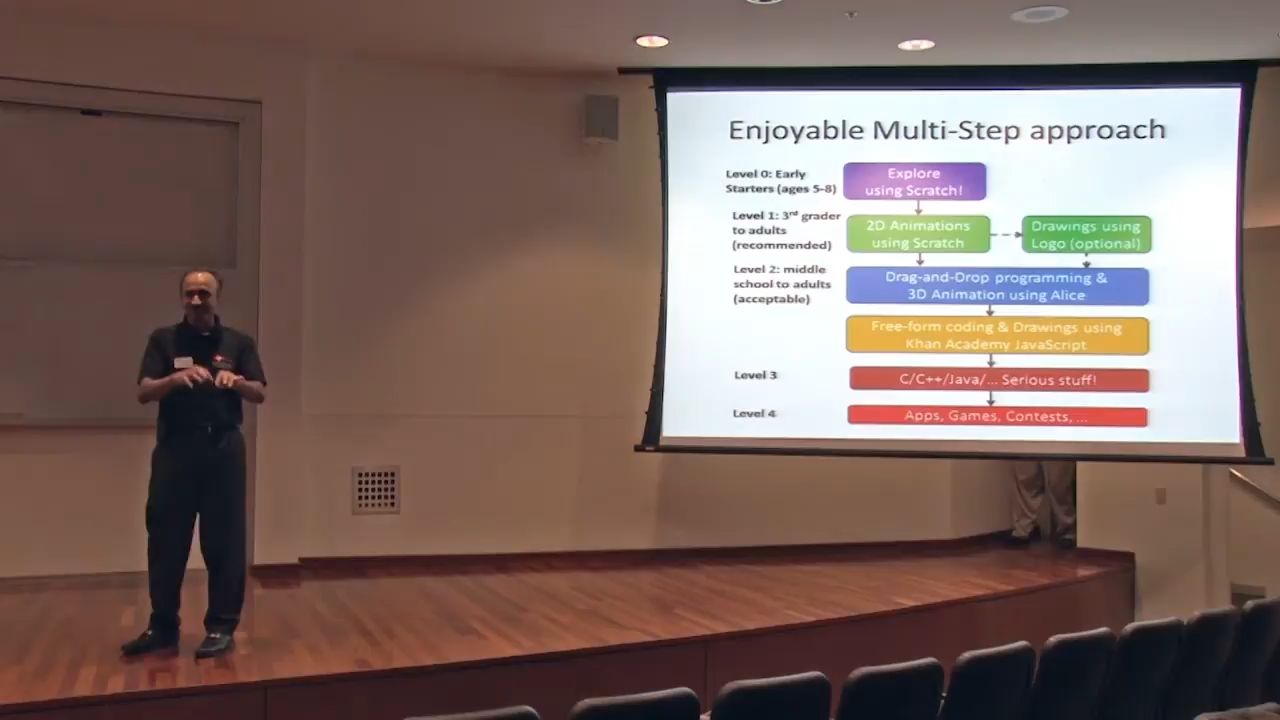 Enjoyable Multi-Step approach
Level 0: Early
Starters (ages 5-8)
Explore
using Scratch!
Level 1: 3rd grader
to adults
(recommended)
2D Animations
using Scratch
Drawings using
Logo (optional)
Level 2: middle
school to adults
(acceptable)
Drag-and-Drop programming &
3D Animation using Alice
Free-form coding & Drawings using
Khan Academy JavaScript
Level 3
C/C++/Java/... Serious stuff!
Level 4
Apps, Games, Contests, ...